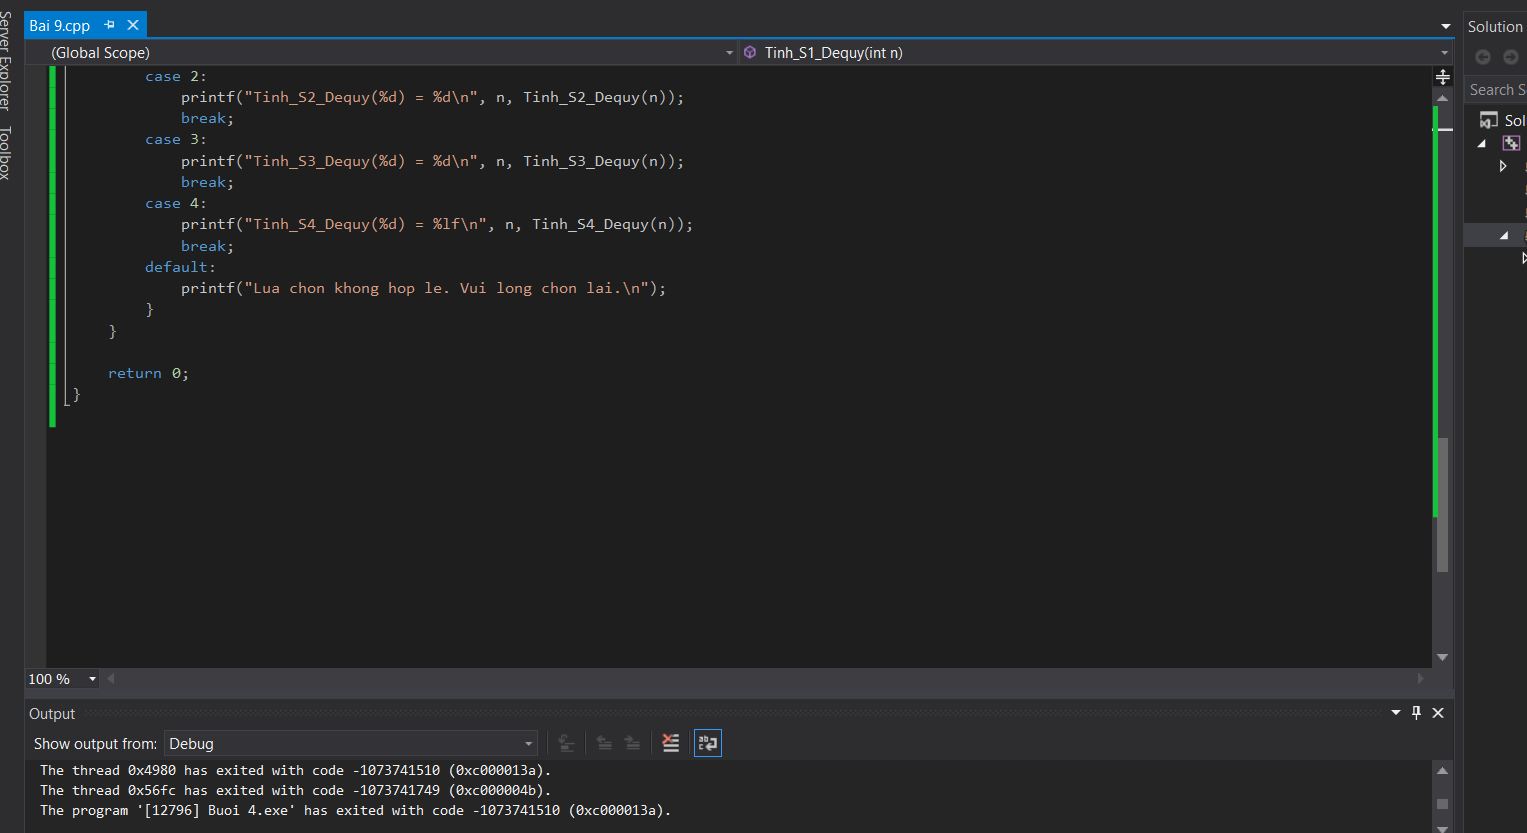 Server Explorer
Toolbox
Bai 9.cpp
(Global Scope)
Tinh_S1_Dequy(int n)
case 2:
printf("Tinh_S2_Dequy(%d) = %d\n", n, Tinh_S2_Dequy(n));
break;
case 3:
printf("Tinh_S3_Dequy(%d) = %d\n", n, Tinh_S3_Dequy(n));
break;
case 4:
printf("Tinh_S4_Dequy(%d) = %lf\n", n, Tinh_S4_Dequy(n));
break;
default:
printf("Lua chon khong hop le. Vui long chon lai.\n");
}
}
return 0;
}
100 %
Solution
Search S
Sol
Output
Show output from: Debug
The thread 0x4980 has exited with code -1073741510 (0xc000013a).
The thread 0x56fc has exited with code -1073741749 (0xc000004b).
The program '[12796] Buoi 4.exe' has exited with code -1073741510 (0xc000013a).